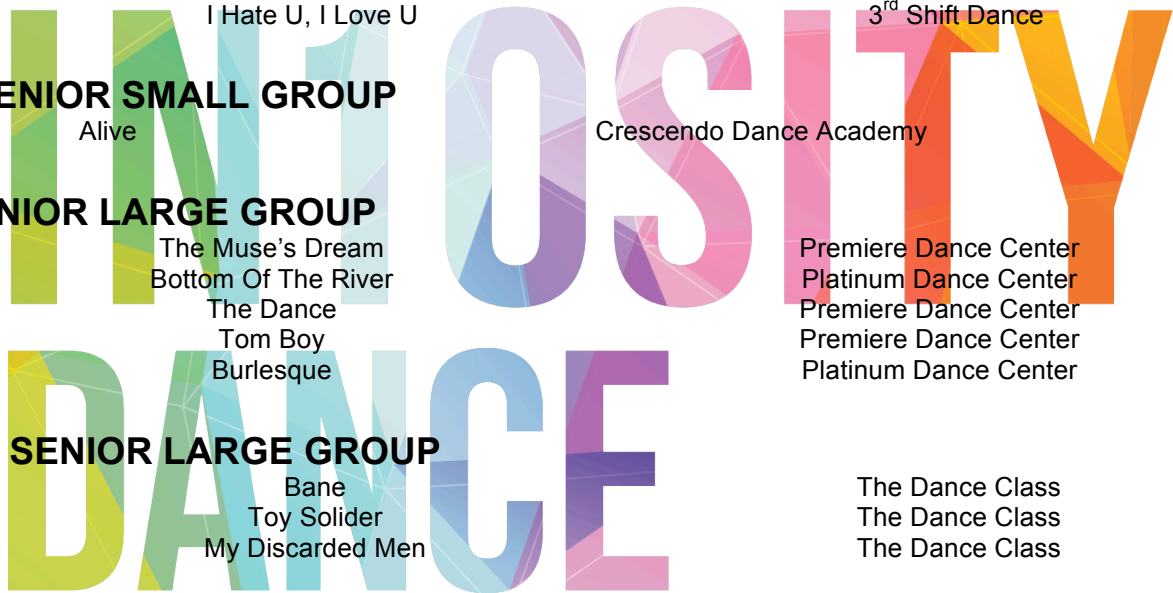 I Hate U, I Love U 3rd Shift Dance
ENIOR SMALL GROUP
Alive Crescendo Dance Academy
NIOR LARGE GROUP
The Muse’s Dream Premiere Dance Center
Bottom Of The River Platinum Dance Center
The Dance Premiere Dance Center
Tom Boy Premiere Dance Center
Burlesque Platinum Dance Center
SENIOR LARGE GROUP
Bane The Dance Class
Toy Solider The Dance Class
My Discarded Men The Dance Class
IN10SITY
DANCE